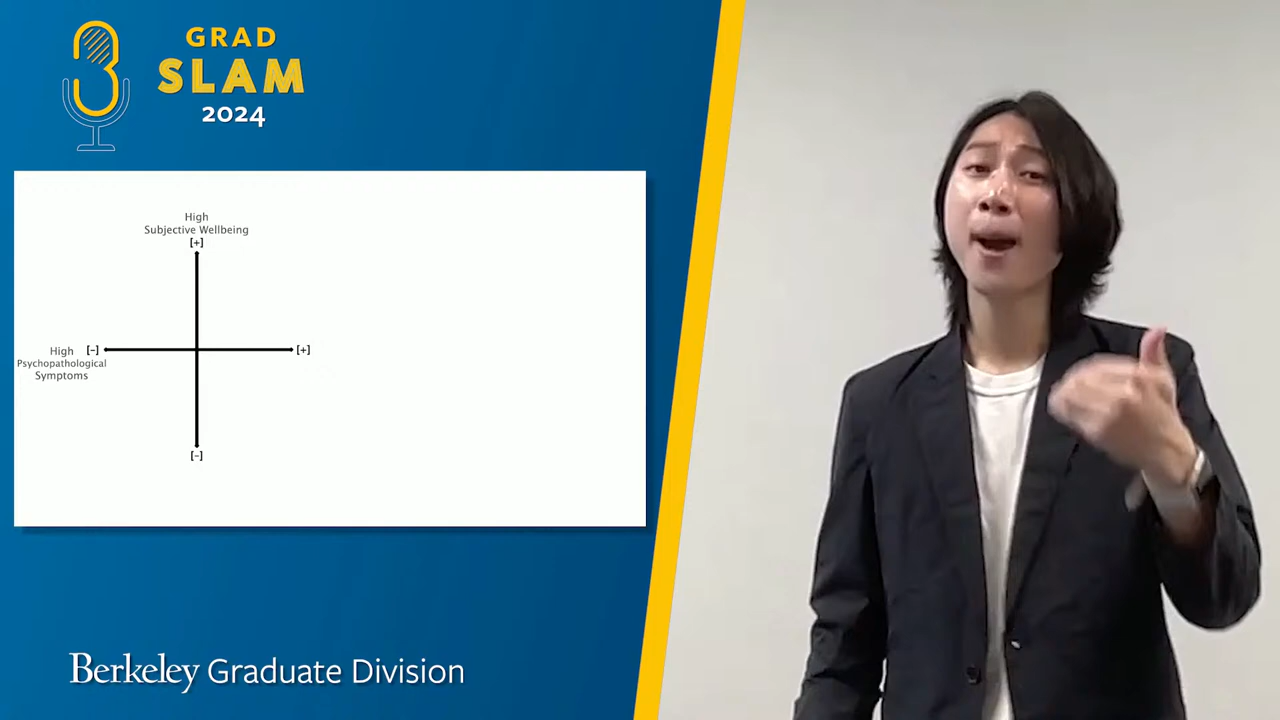 GRAD
SLAM
2024
High
Subjective Wellbeing
[+]
High
Psychopathological
Symptoms
[-]
[+]
[-]
Berkeley Graduate Division